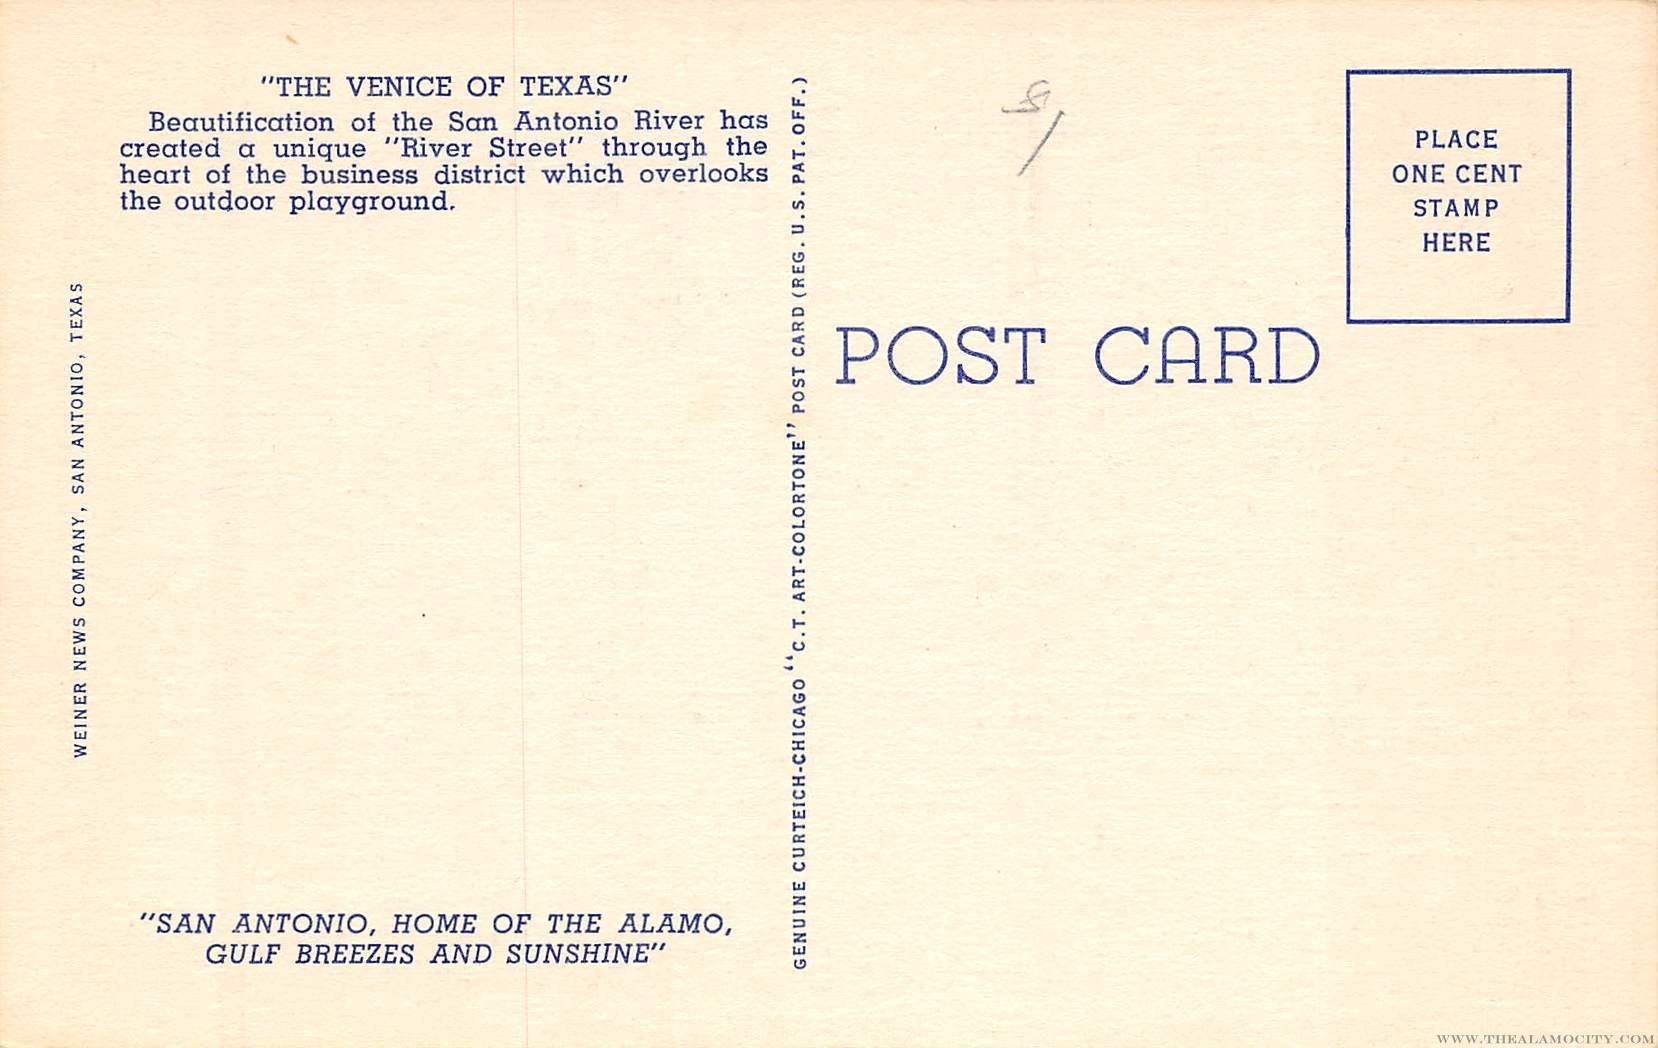 "THE VENICE OF TEXAS"
Beautification of the San Antonio River has
created a unique "River Street" through the
heart of the business district which overlooks
the outdoor playground.
WEINER NEWS COMPANY, SAN ANTONIO, TEXAS
"SAN ANTONIO, HOME OF THE ALAMO,
GULF BREEZES AND SUNSHINE"
GENUINE CURTEICH-CHICAGO "C.T. ART-COLORTONE" POST CARD (REG. U.S. PAT. OFF.)
PLACE
ONE CENT
STAMP
HERE
POST CARD
WWW.THEALAMOCITY.COM